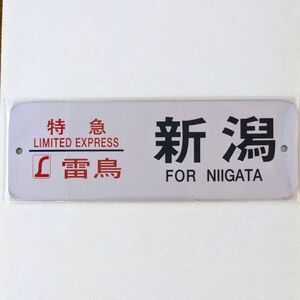 特急
LIMITED EXPRESS
L 雷鳥
新潟
FOR NIIGATA